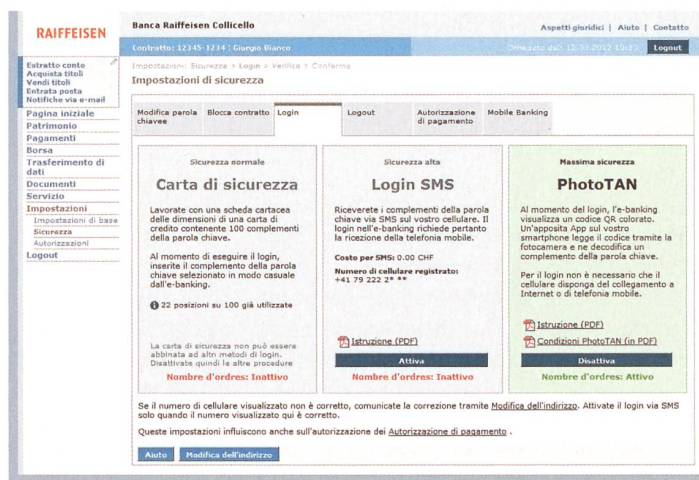 RAIFFEISEN
Banca Raiffeisen Collicello
Aspetti giuridici | Aiuto | Contatto
Contratto: 12345-1234 | Giorgio Bianco
Logout
Estratto conto
Acquista titoli
Vendi titoli
Entrata posta
Notifiche via e-mail
Pagina iniziale
Patrimonio
Pagamenti
Borsa
Trasferimento di
dati
Documenti
Servizio
Impostazioni
Impostazioni di base
Sicurezza
Autorizzazioni
Logout
Impostazioni: Sicurezza > Login > Verifica > Conferma
Impostazioni di sicurezza
Modifica parola
chiavee
Blocca contratto
Login
Logout
Autorizzazione
di pagamento
Mobile Banking
Sicurezza normale
Carta di sicurezza
Lavorate con una scheda cartacea
delle dimensioni di una carta di
credito contenente 100 complementi
della parola chiave.
Al momento di eseguire il login,
inserite il complemento della parola
chiave selezionato in modo casuale
dall'e-banking.
22 posizioni su 100 già utilizzate
La carta di sicurezza non può essere
abbinata ad altri metodi di login.
Disattivate quindi le altre procedure
Nombre d'ordres: Inattivo
Sicurezza alta
Login SMS
Riceverete i complementi della parola
chiave via SMS sul vostro cellulare. Il
login nell'e-banking richiede pertanto
la ricezione della telefonia mobile.
Costo per SMS: 0.00 CHF
Numero di cellulare registrato:
+41 79 222 2* **
Istruzione (PDF)
Attiva
Nombre d'ordres: Inattivo
Massima sicurezza
PhotoTAN
Al momento del login, l'e-banking
visualizza un codice QR colorato.
Un'apposita App sul vostro
smartphone legge il codice tramite la
fotocamera e ne decodifica un
complemento della parola chiave.
Per il login non è necessario che il
cellulare disponga del collegamento a
Internet o di telefonia mobile.
Istruzione (PDF)
Condizioni PhotoTAN (in PDF)
Disattiva
Nombre d'ordres: Attivo
Se il numero di cellulare visualizzato non è corretto, comunicate la correzione tramite Modifica dell'indirizzo. Attivate il login via SMS
solo quando il numero visualizzato qui è corretto.
Queste impostazioni influiscono anche sull'autorizzazione dei Autorizzazione di pagamento .
Aiuto
Modifica dell'indirizzo